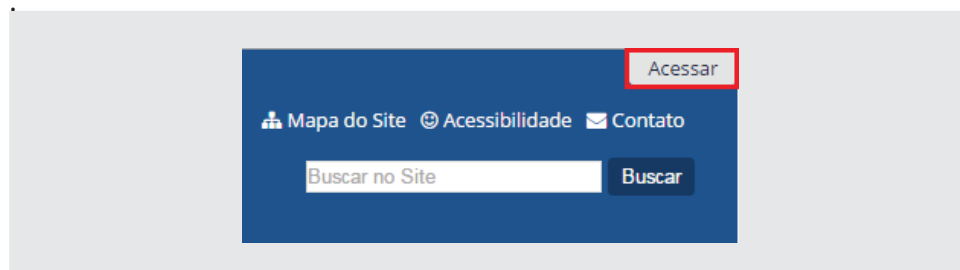 .
Acessar
Mapa do Site Acessibilidade Contato
Buscar no Site Buscar